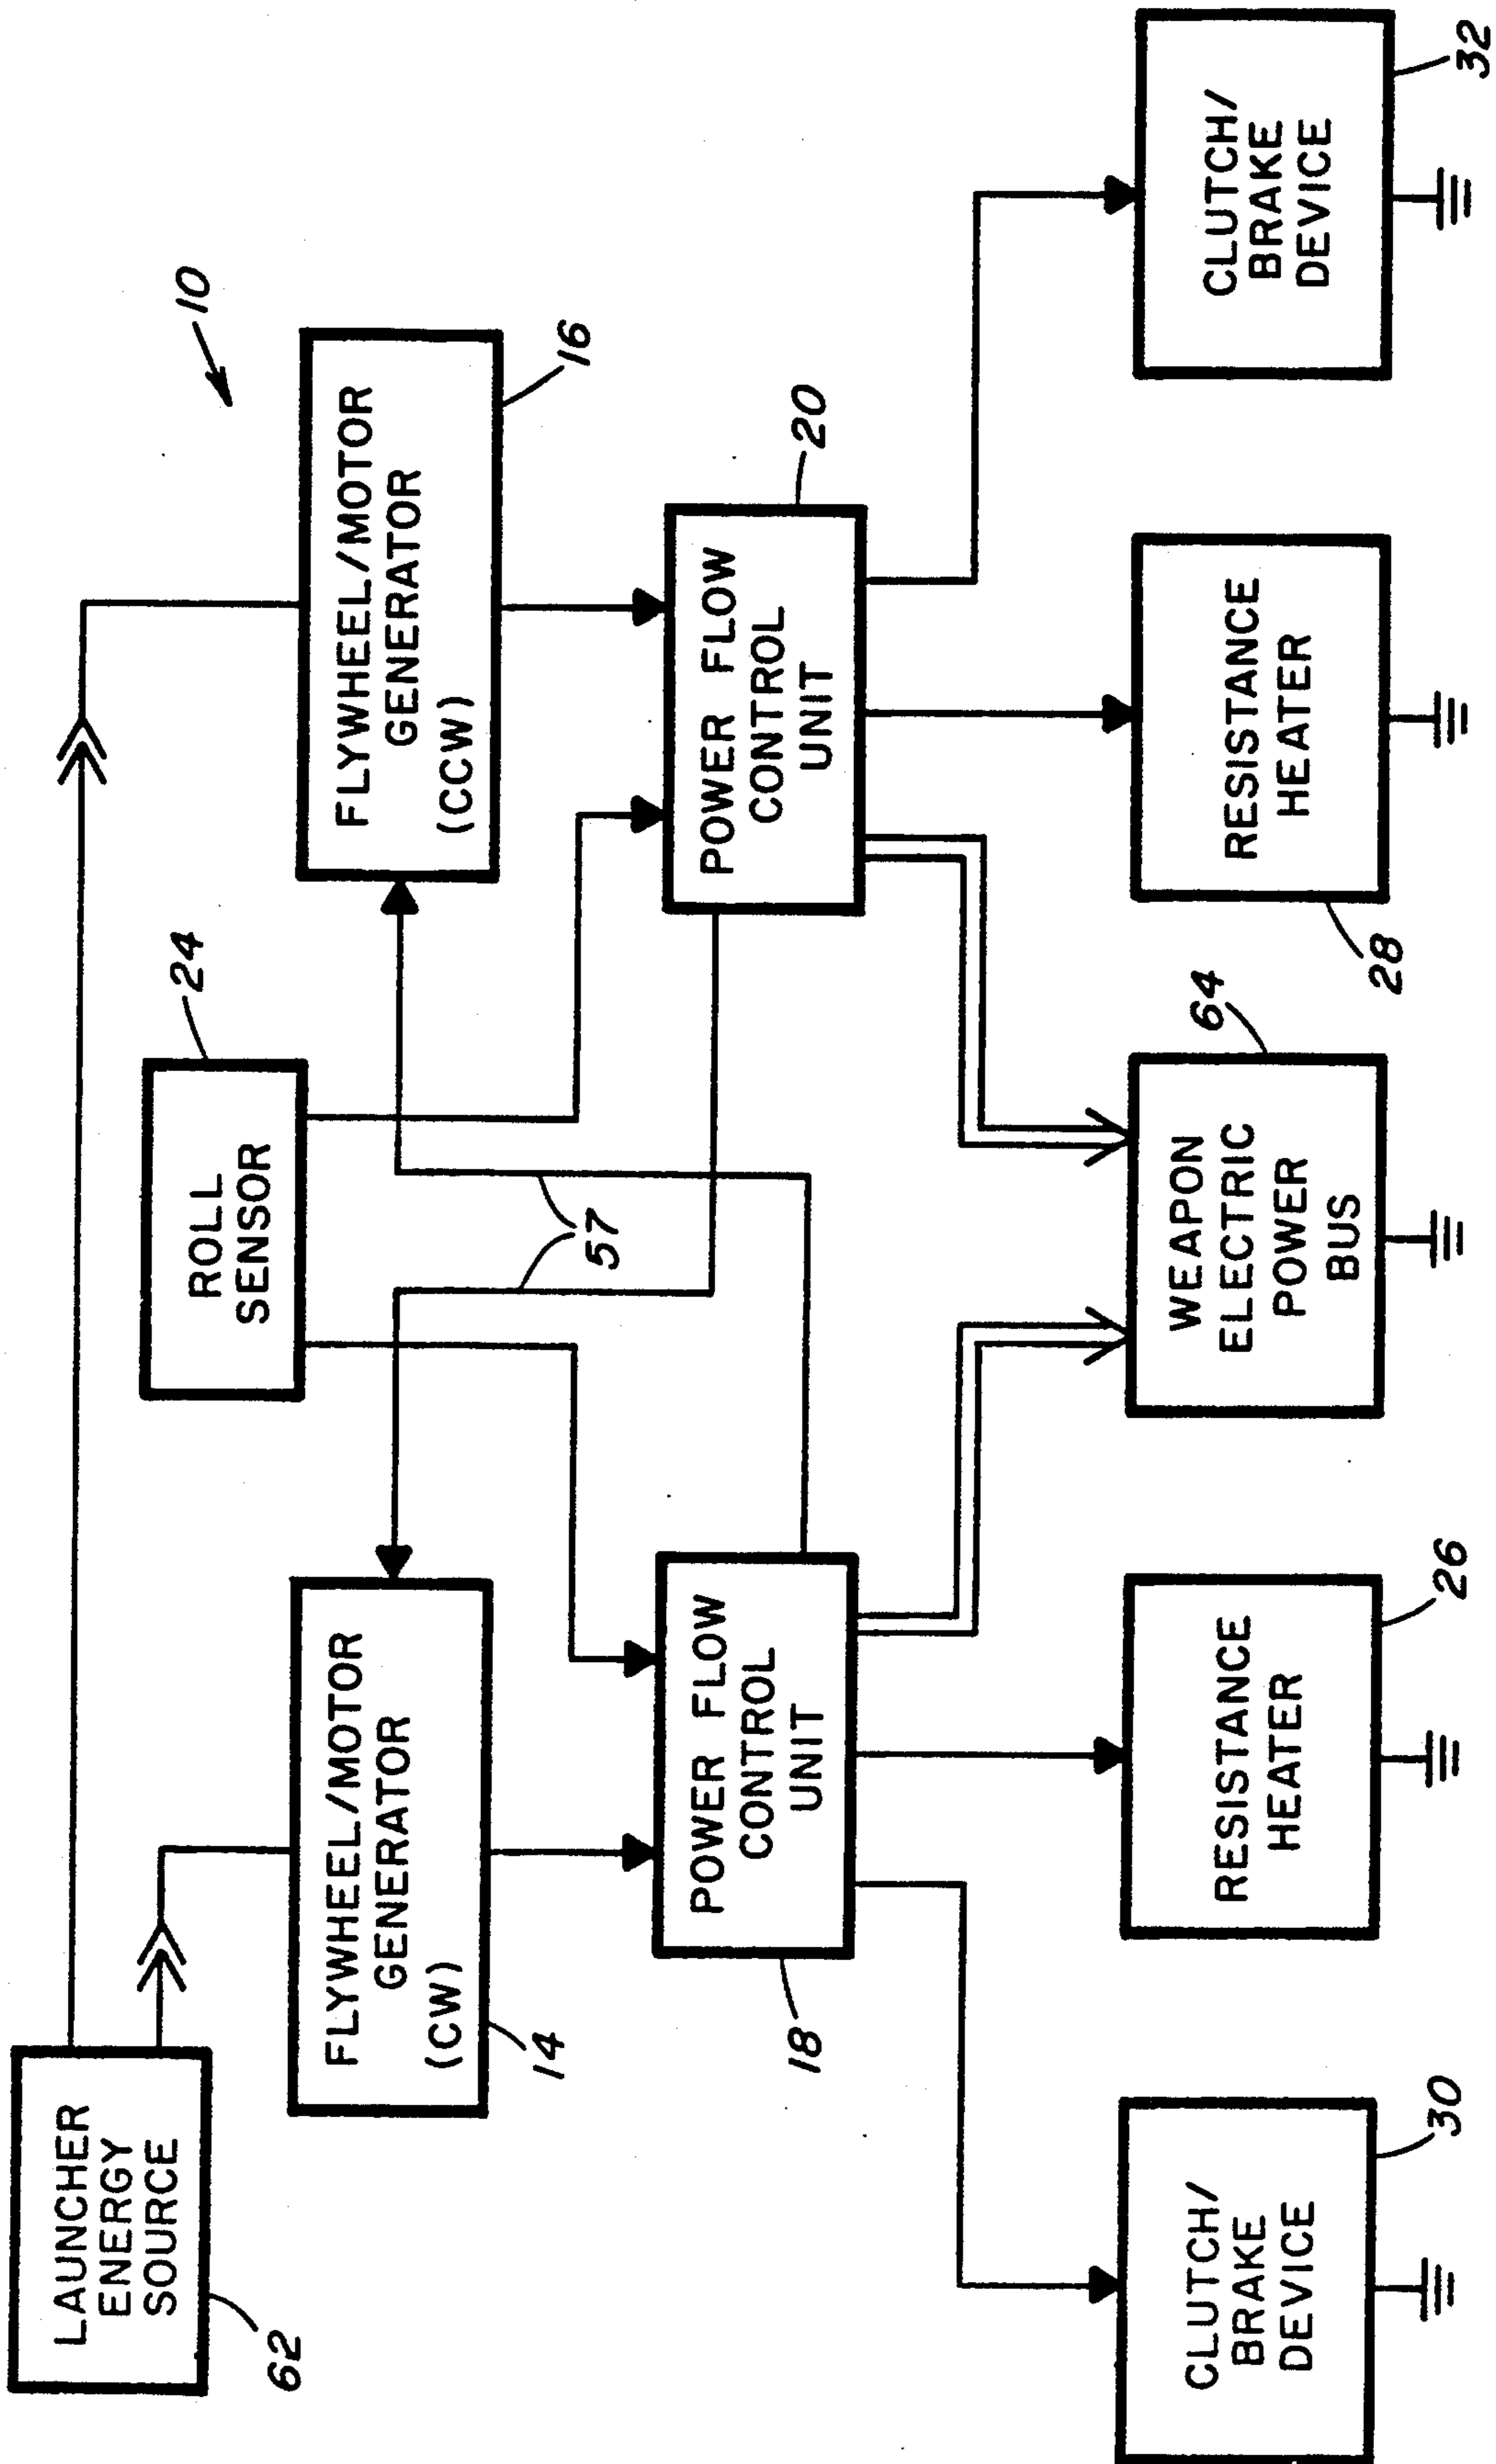 LAUNCHER
ENERGY
SOURCE
62
ROLL
SENSOR
24
10
FLYWHEEL/MOTOR
GENERATOR
(CW)
14
FLYWHEEL/MOTOR
GENERATOR
(CCW)
16
57
POWER FLOW
CONTROL
UNIT
18
POWER FLOW
CONTROL
UNIT
20
CLUTCH/
BRAKE
DEVICE
30
RESISTANCE
HEATER
26
WEAPON
ELECTRIC
POWER
BUS
64
RESISTANCE
HEATER
28
CLUTCH/
BRAKE
DEVICE
32